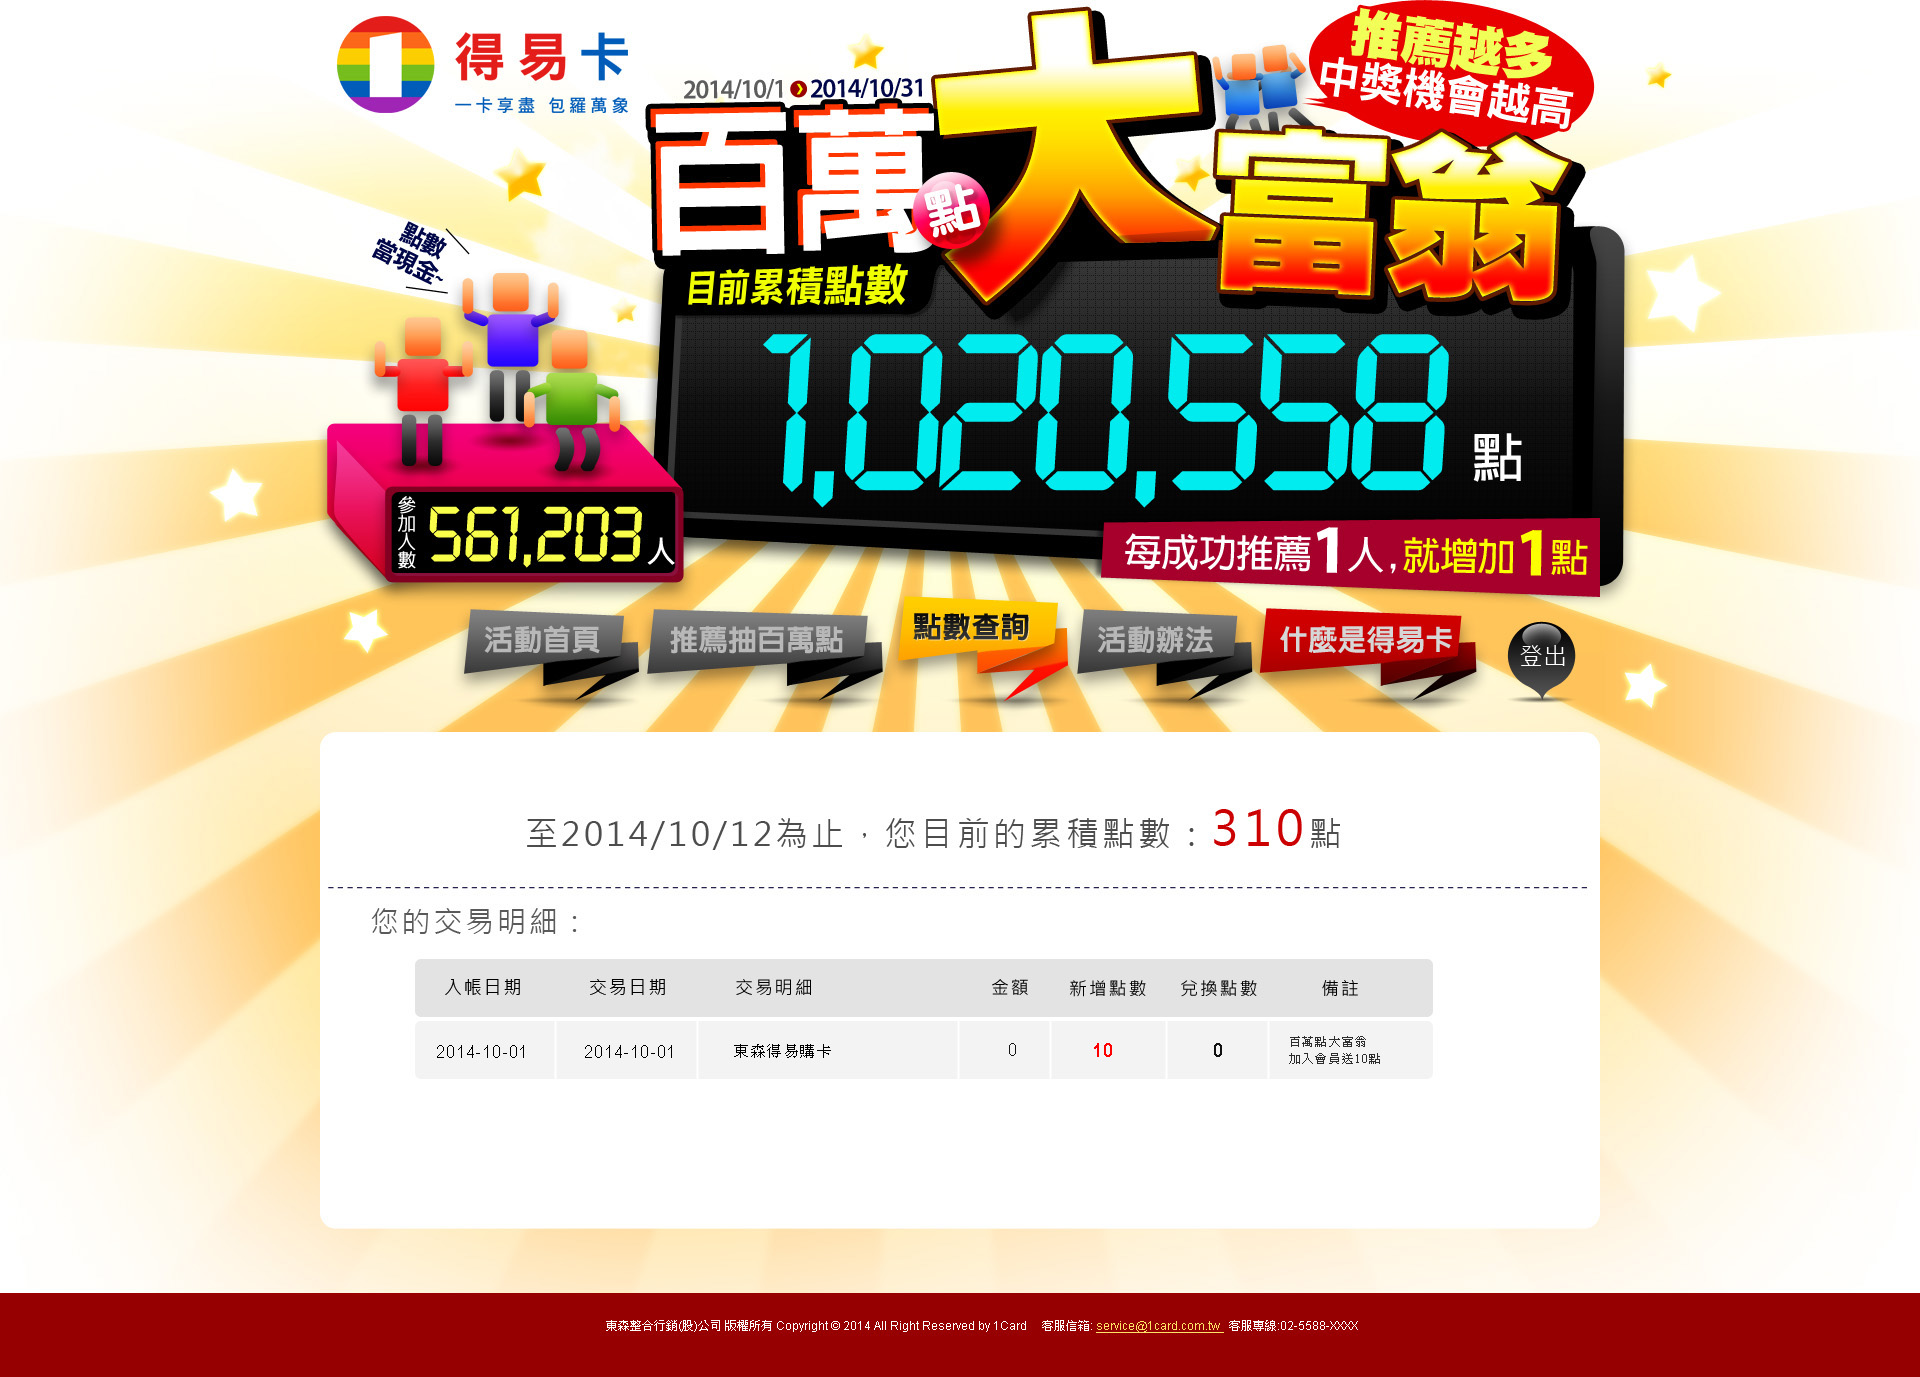 得易卡
一卡享盡 包羅萬象
2014/10/1 2014/10/31
推薦越多
中獎機會越高
百萬點大富翁
點數
當現金~
目前累積點數
1,020,558 點
參加人數 561,203 人
每成功推薦1人,就增加1點
活動首頁 推薦抽百萬點 點數查詢 活動辦法 什麼是得易卡 登出
至2014/10/12為止，您目前的累積點數：310點
您的交易明細：
入帳日期 交易日期 交易明細 金額 新增點數 兌換點數 備註
2014-10-01 2014-10-01 東森得易購卡 0 10 0 百萬點大富翁
加入會員送10點
東森整合行銷(股)公司 版權所有 Copyright © 2014 All Right Reserved by 1Card 客服信箱: service@1card.com.tw 客服專線:02-5588-XXXX